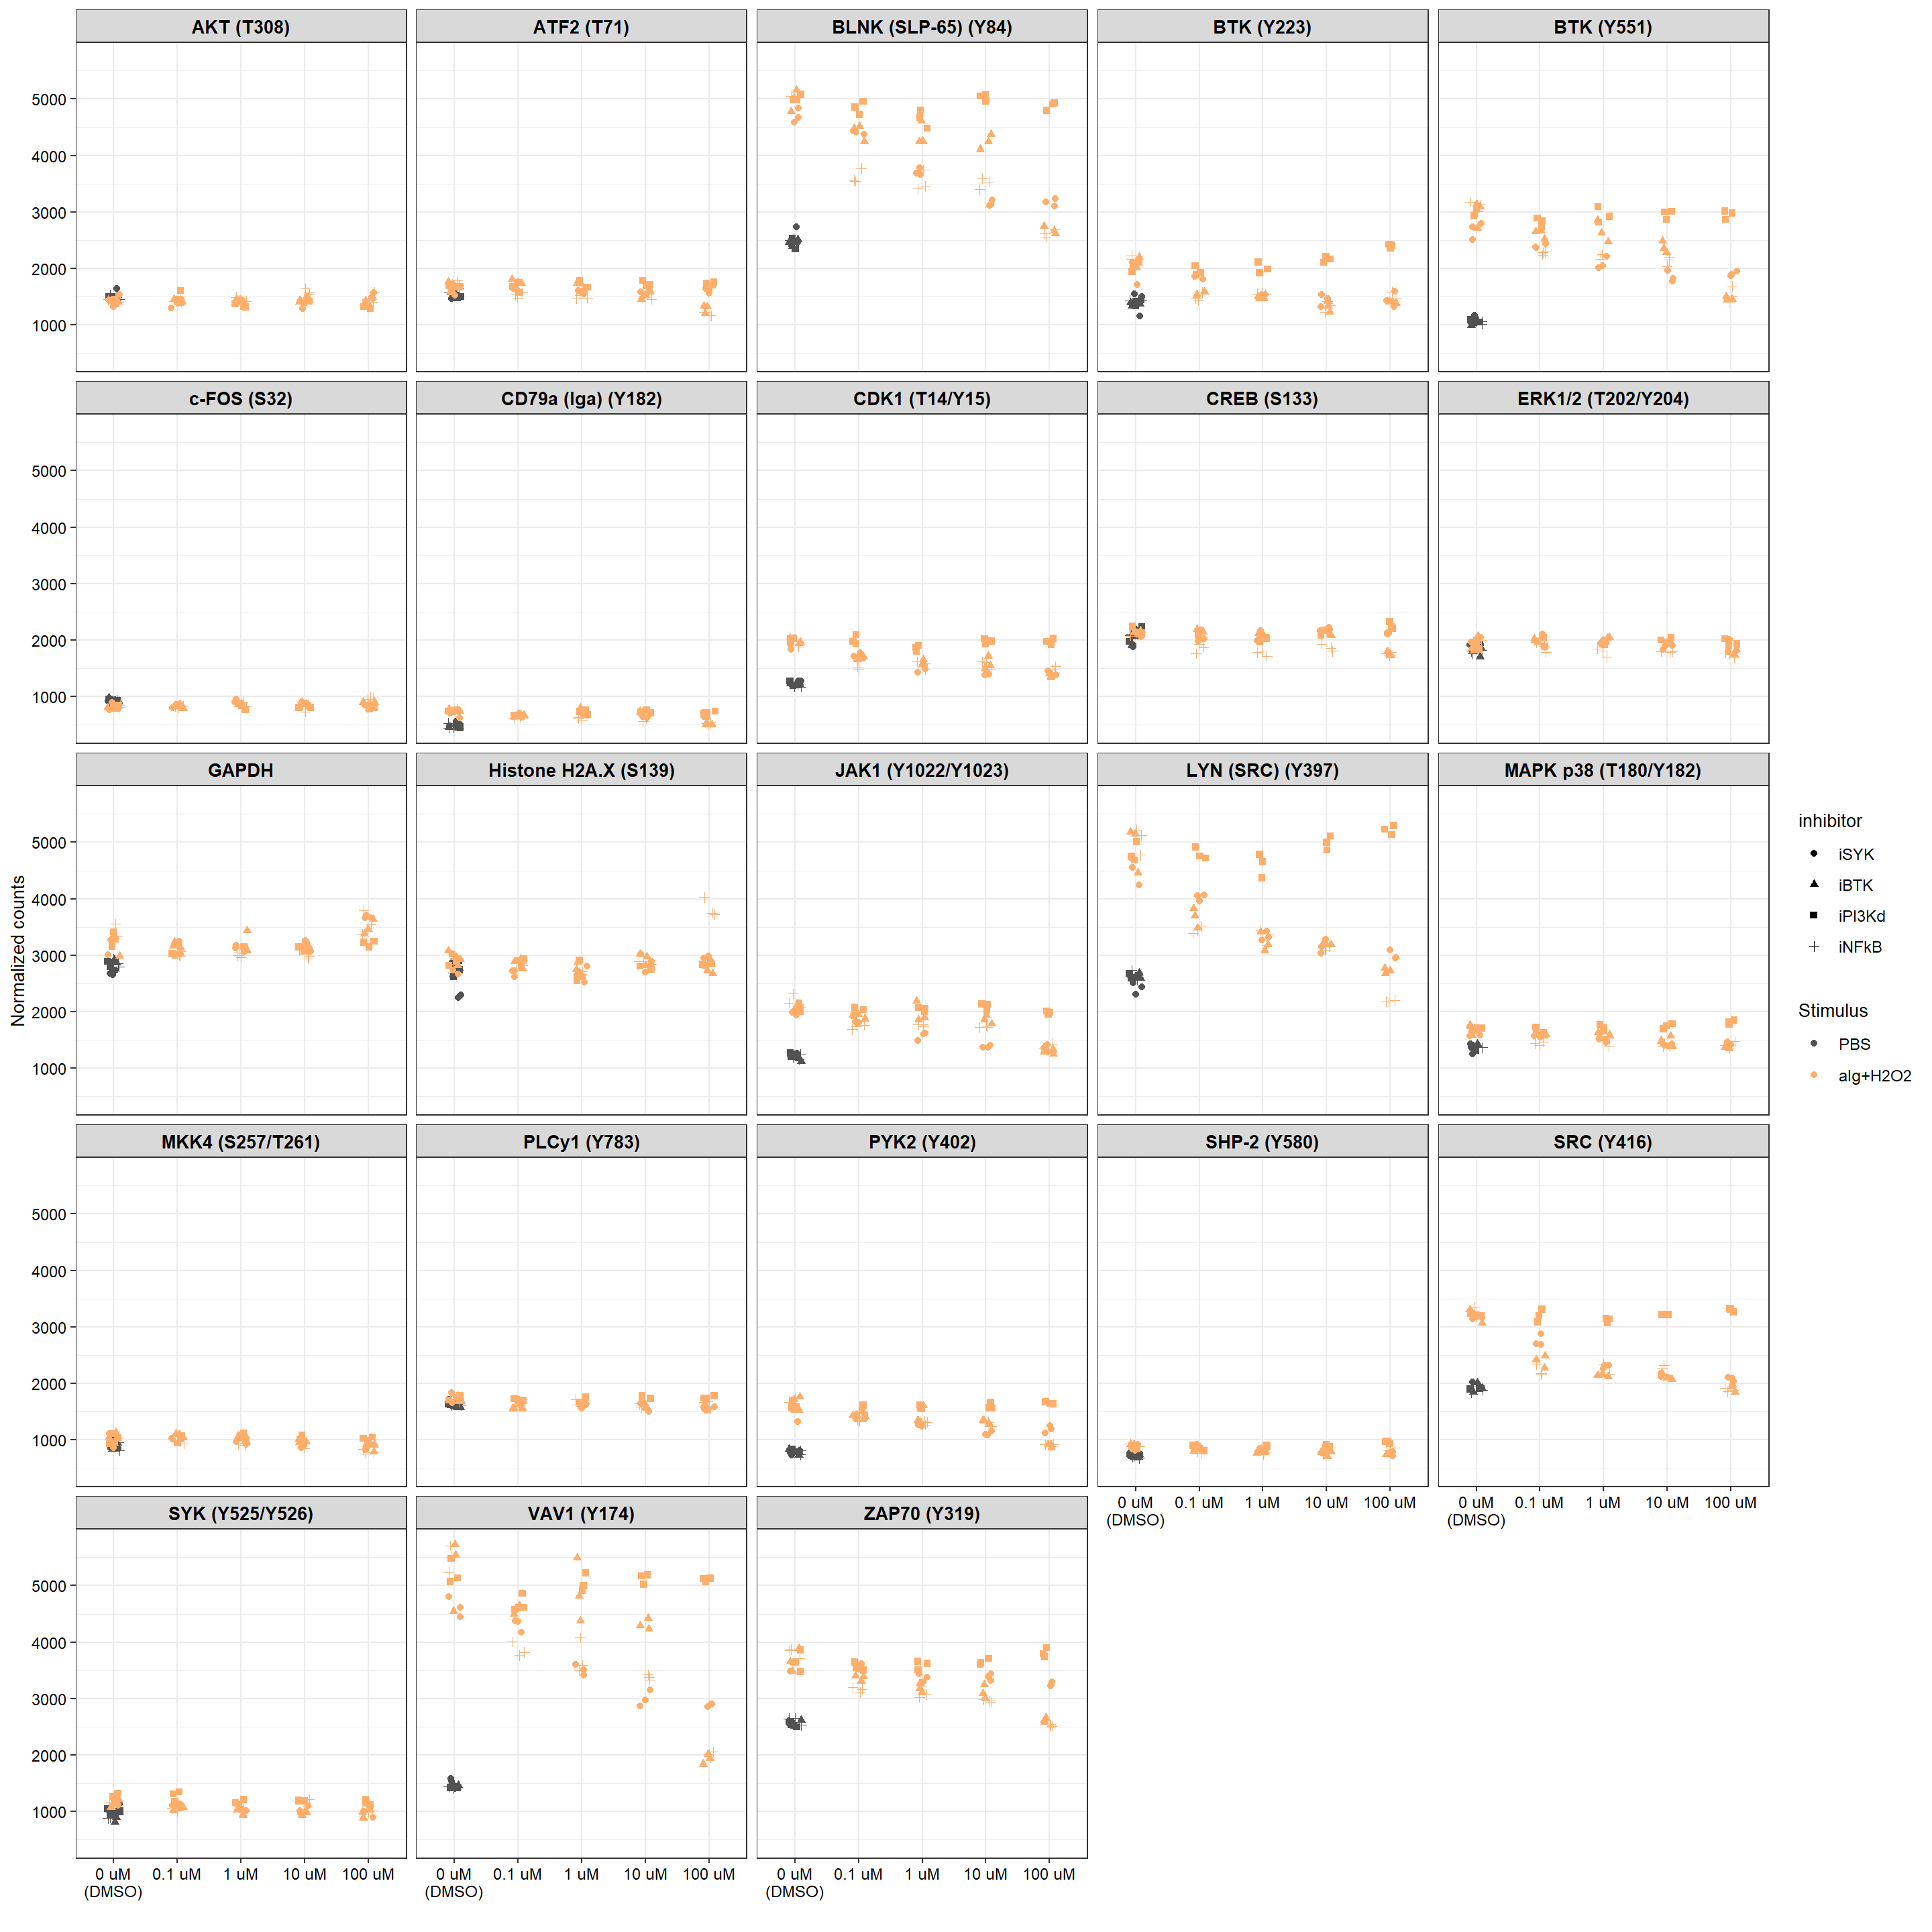 AKT (T308)
ATF2 (T71)
BLNK (SLP-65) (Y84)
BTK (Y223)
BTK (Y551)
5000
4000
3000
2000
1000
c-FOS (S32)
CD79a (Iga) (Y182)
CDK1 (T14/Y15)
CREB (S133)
ERK1/2 (T202/Y204)
5000
4000
3000
2000
1000
GAPDH
Histone H2A.X (S139)
JAK1 (Y1022/Y1023)
LYN (SRC) (Y397)
MAPK p38 (T180/Y182)
5000
4000
3000
2000
1000
Normalized counts
MKK4 (S257/T261)
PLCy1 (Y783)
PYK2 (Y402)
SHP-2 (Y580)
SRC (Y416)
5000
4000
3000
2000
1000
0 uM
(DMSO)
0.1 uM
1 uM
10 uM
100 uM
0 uM
(DMSO)
0.1 uM
1 uM
10 uM
100 uM
SYK (Y525/Y526)
VAV1 (Y174)
ZAP70 (Y319)
5000
4000
3000
2000
1000
0 uM
(DMSO)
0.1 uM
1 uM
10 uM
100 uM
0 uM
(DMSO)
0.1 uM
1 uM
10 uM
100 uM
0 uM
(DMSO)
0.1 uM
1 uM
10 uM
100 uM
inhibitor
iSYK
iBTK
iPI3Kd
iNFkB
Stimulus
PBS
aIg+H2O2